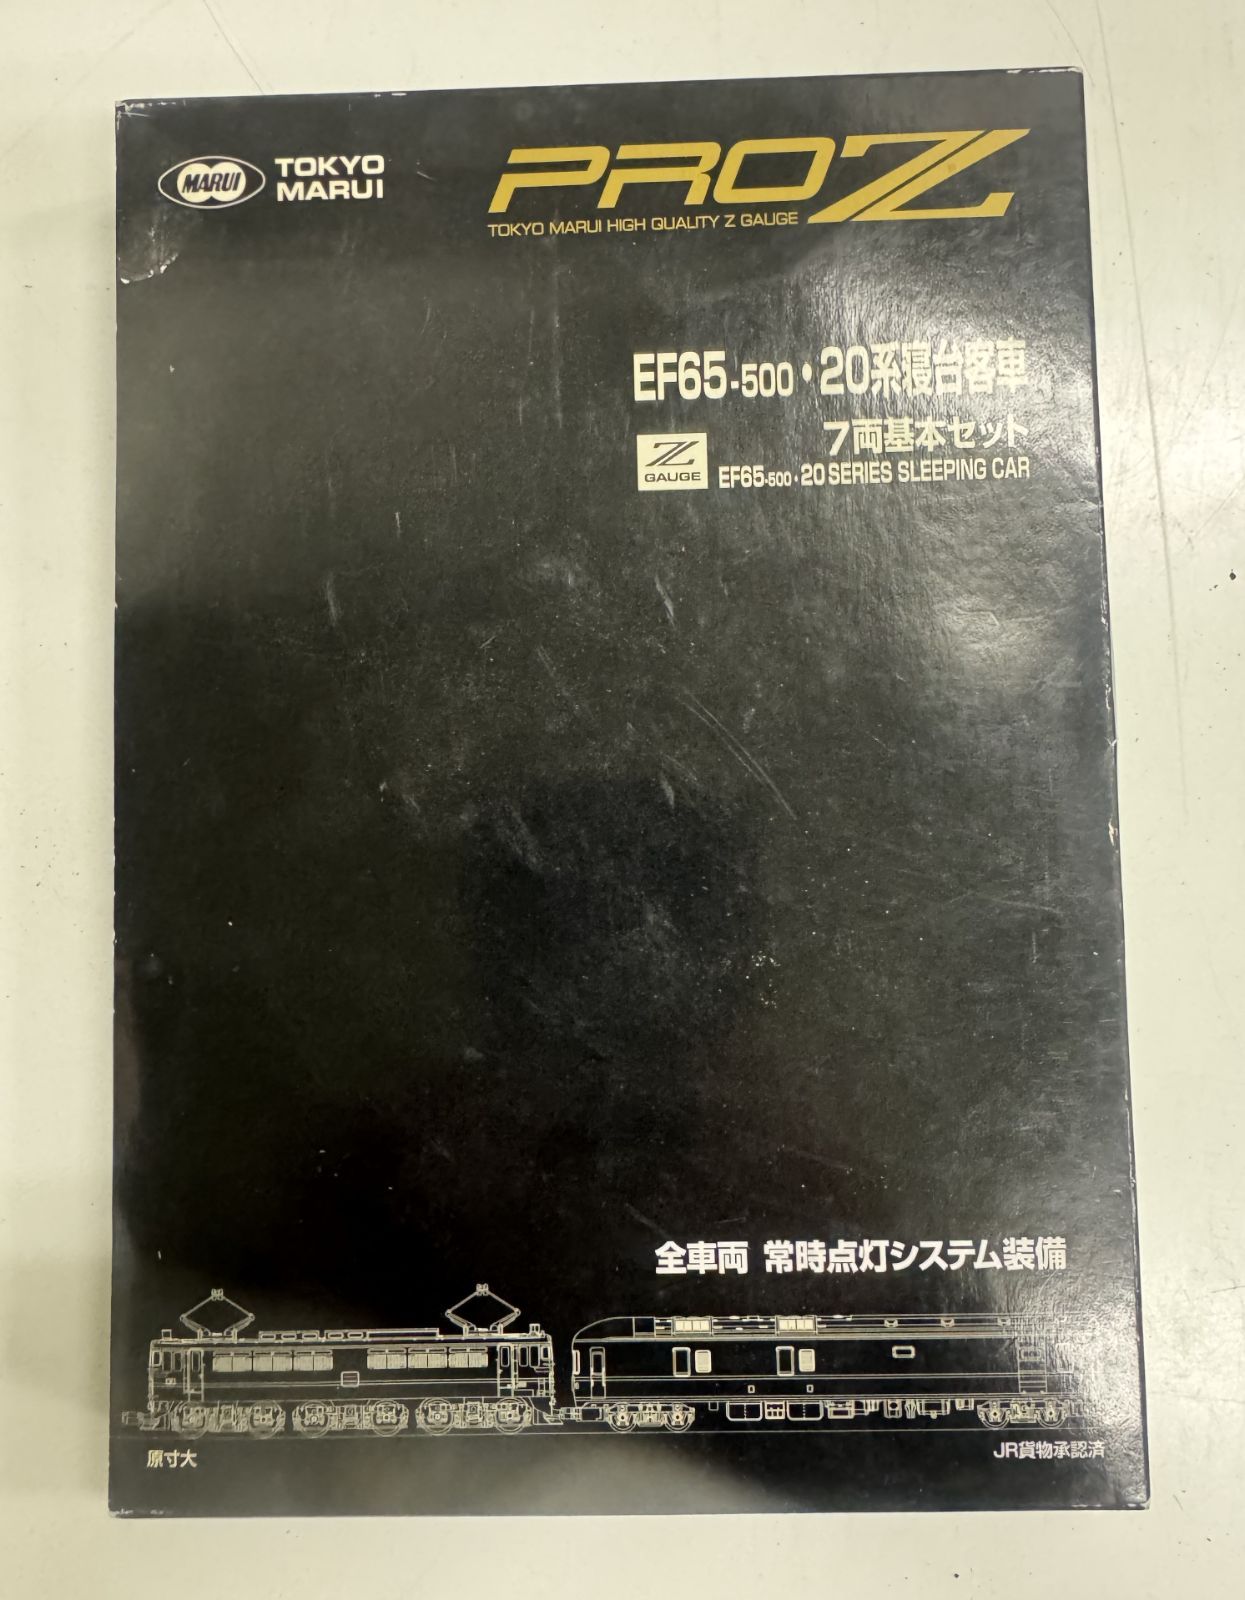 MARUI
TOKYO
MARUI
PROZ
TOKYO MARUI HIGH QUALITY Z GAUGE
EF65-500・20系寝台客車
7両基本セット
Z
GAUGE
EF65-500・20 SERIES SLEEPING CAR
全車両 常時点灯システム装備
原寸大
JR貨物承認済